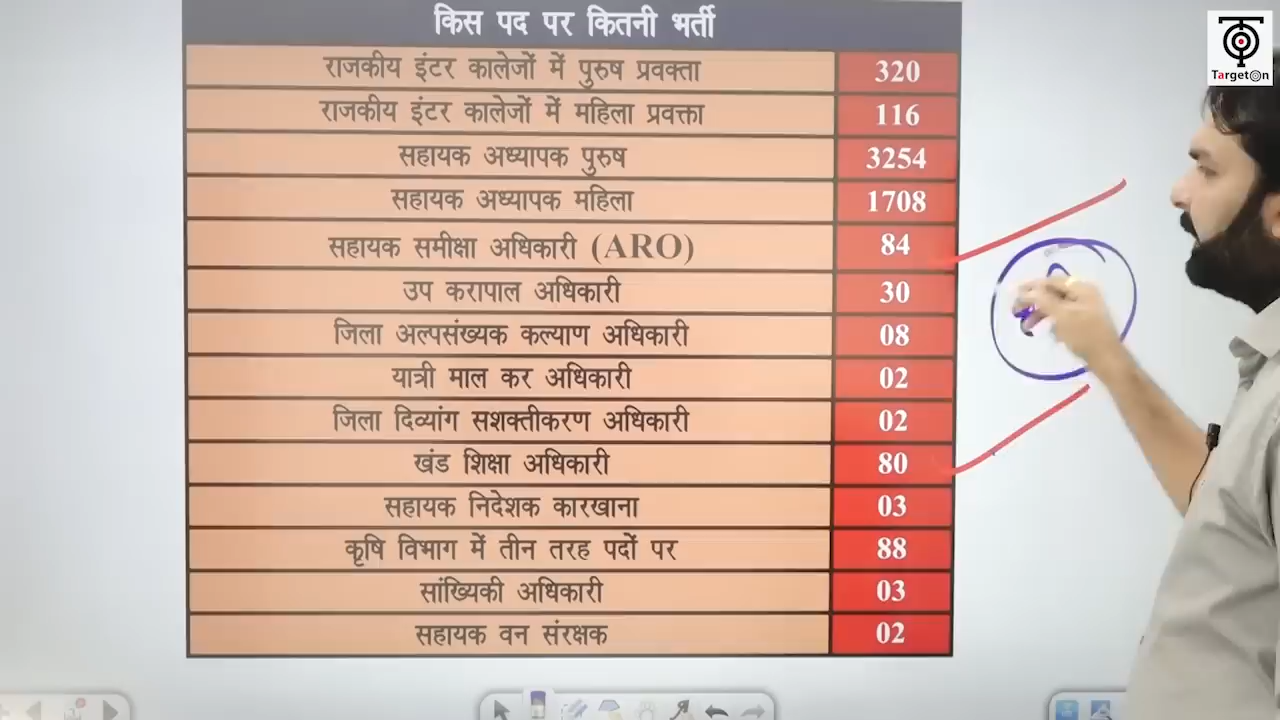 किस पद पर कितनी भर्ती
राजकीय इंटर कालेजों में पुरुष प्रवक्ता 320
राजकीय इंटर कालेजों में महिला प्रवक्ता 116
सहायक अध्यापक पुरुष 3254
सहायक अध्यापक महिला 1708
सहायक समीक्षा अधिकारी (ARO) 84
उप करापाल अधिकारी 30
जिला अल्पसंख्यक कल्याण अधिकारी 08
यात्री माल कर अधिकारी 02
जिला दिव्यांग सशक्तीकरण अधिकारी 02
खंड शिक्षा अधिकारी 80
सहायक निदेशक कारखाना 03
कृषि विभाग में तीन तरह पदों पर 88
सांख्यिकी अधिकारी 03
सहायक वन संरक्षक 02
TargetOn